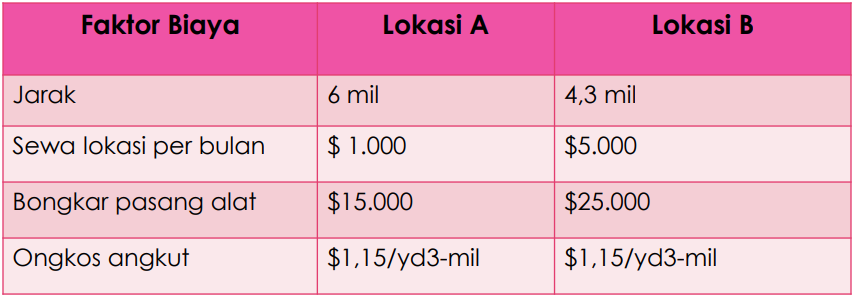 Faktor Biaya Lokasi A Lokasi B
Jarak 6 mil 4,3 mil
Sewa lokasi per bulan $ 1.000 $5.000
Bongkar pasang alat $15.000 $25.000
Ongkos angkut $1,15/yd3-mil $1,15/yd3-mil